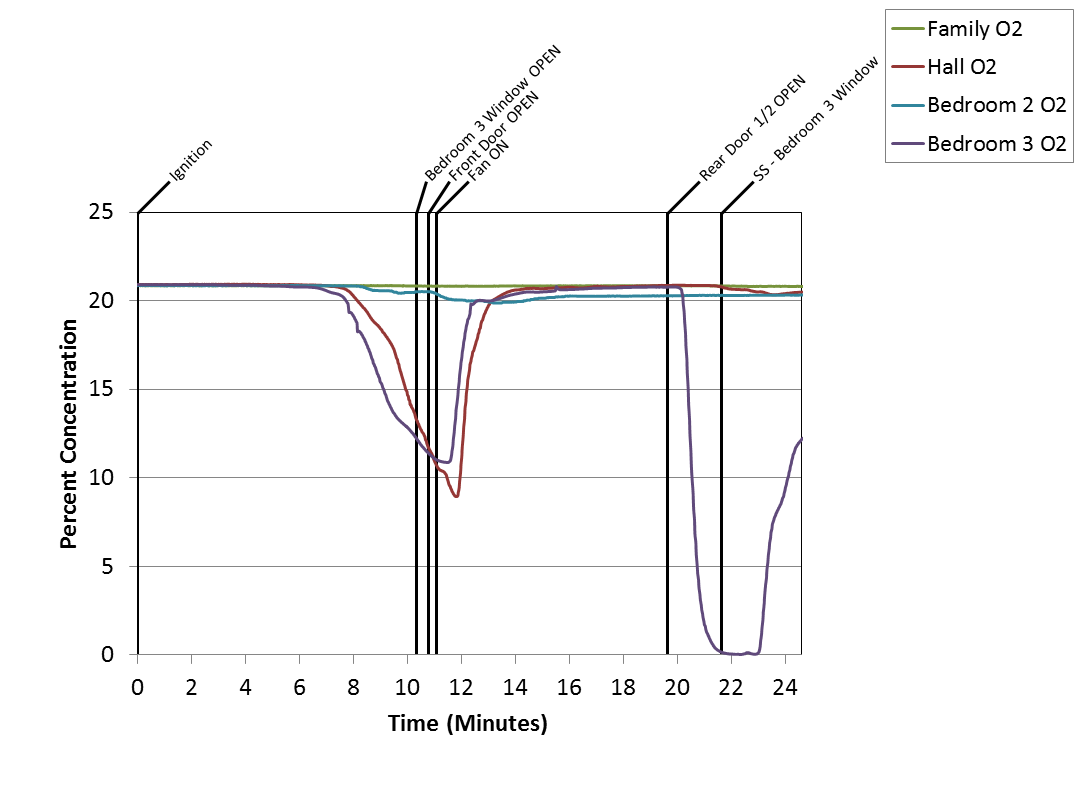 Family O2
Hall O2
Bedroom 2 O2
Bedroom 3 O2
Ignition
Bedroom 3 Window OPEN
Front Door OPEN
Fan ON
Rear Door 1/2 OPEN
SS - Bedroom 3 Window
25
20
15
10
5
0
Percent Concentration
0 2 4 6 8 10 12 14 16 18 20 22 24
Time (Minutes)